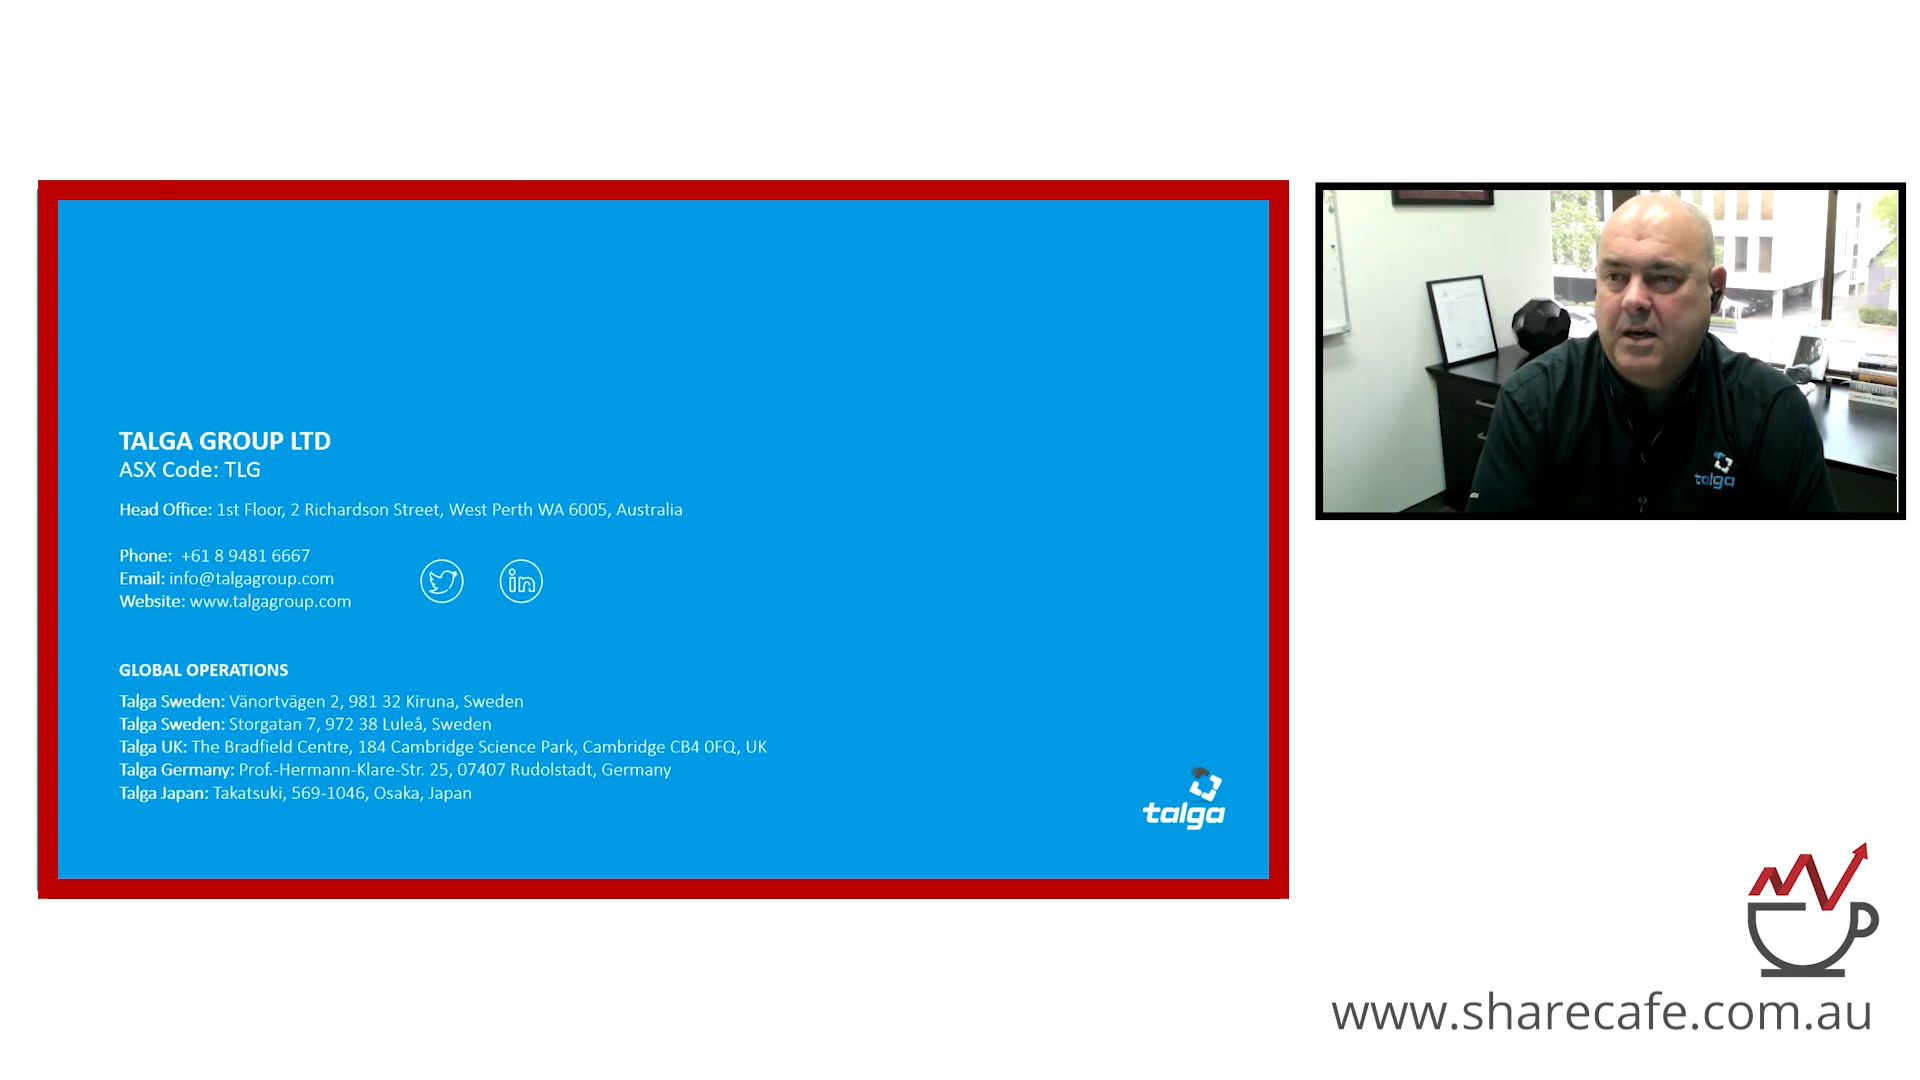 TALGA GROUP LTD
ASX Code: TLG
Head Office: 1st Floor, 2 Richardson Street, West Perth WA 6005, Australia
Phone: +61 8 9481 6667
Email: info@talgagroup.com
Website: www.talgagroup.com
in
GLOBAL OPERATIONS
Talga Sweden: Vänortvägen 2, 981 32 Kiruna, Sweden
Talga Sweden: Storgatan 7, 972 38 Luleå, Sweden
Talga UK: The Bradfield Centre, 184 Cambridge Science Park, Cambridge CB4 0FQ, UK
Talga Germany: Prof.-Hermann-Klare-Str. 25, 07407 Rudolstadt, Germany
Talga Japan: Takatsuki, 569-1046, Osaka, Japan
talga
talga
www.sharecafe.com.au